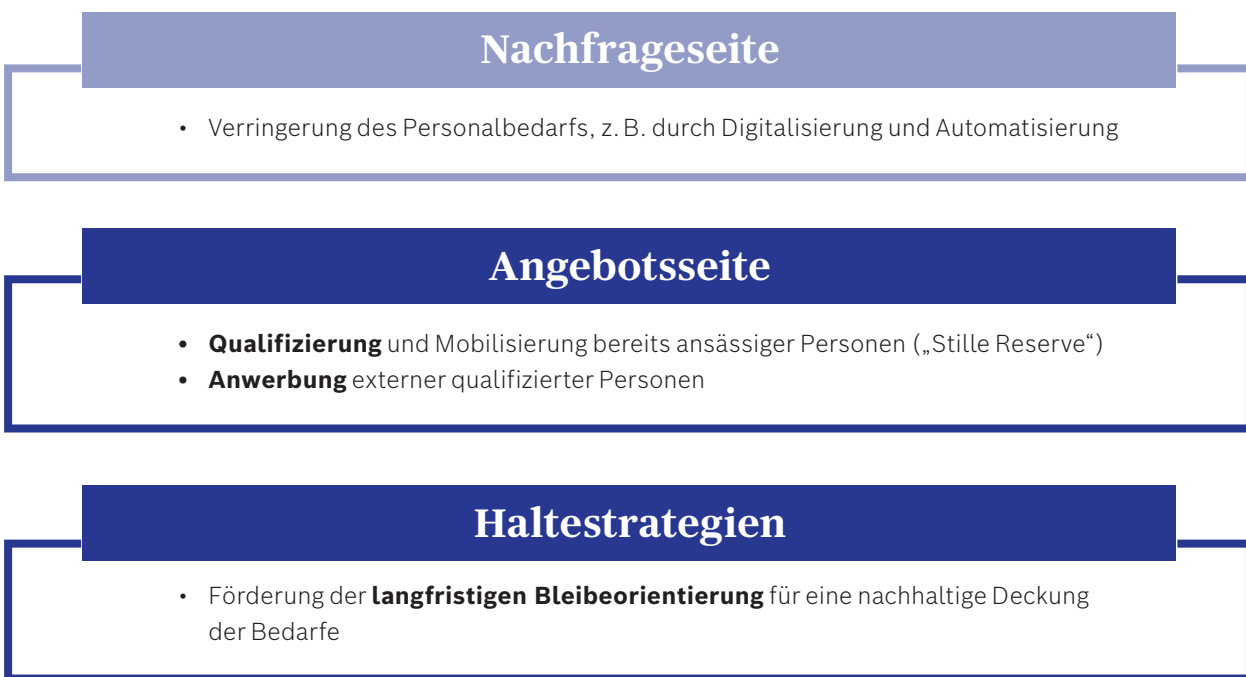 Nachfrageseite
• Verringerung des Personalbedarfs, z. B. durch Digitalisierung und Automatisierung
Angebotsseite
• Qualifizierung und Mobilisierung bereits ansässiger Personen („Stille Reserve“)
• Anwerbung externer qualifizierter Personen
Haltestrategien
• Förderung der langfristigen Bleibeorientierung für eine nachhaltige Deckung
der Bedarfe